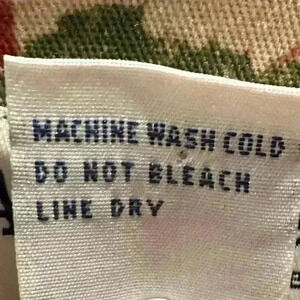 MACHINE WASH COLD
DO NOT BLEACH
LINE DRY